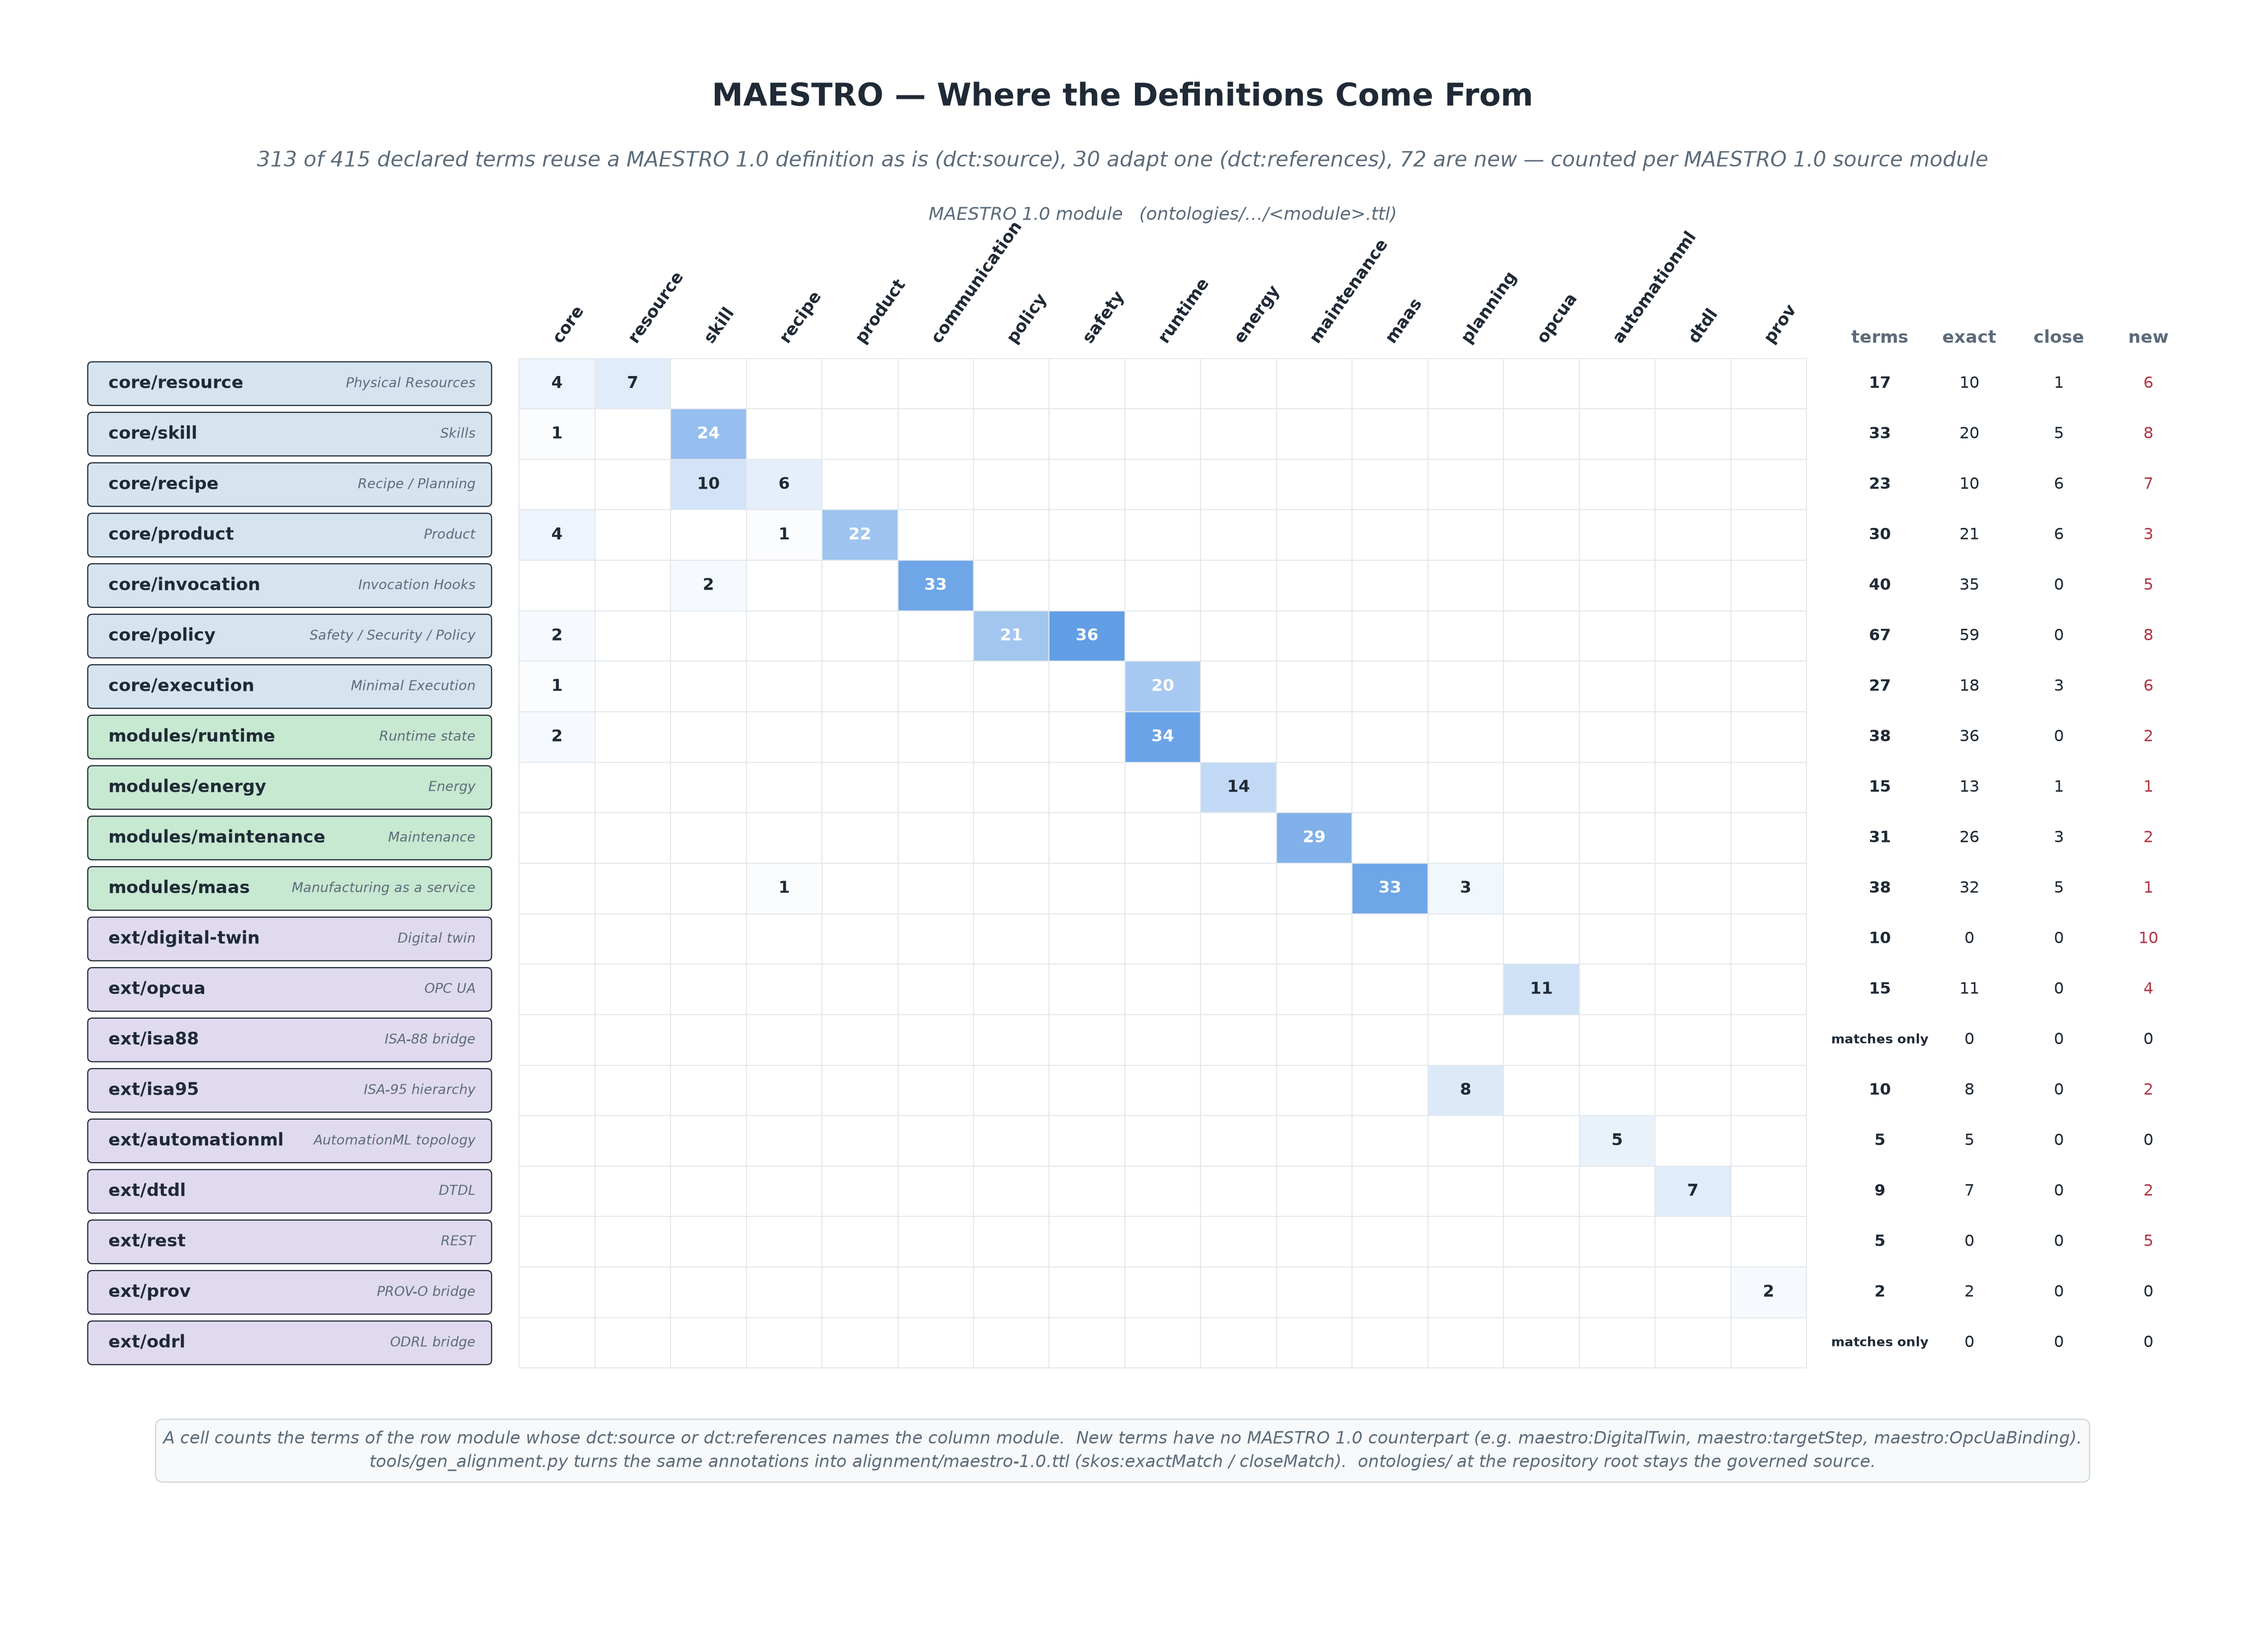 MAESTRO — Where the Definitions Come From
313 of 415 declared terms reuse a MAESTRO 1.0 definition as is (dct:source), 30 adapt one (dct:references), 72 are new — counted per MAESTRO 1.0 source module
MAESTRO 1.0 module (ontologies/.../<module>.ttl)
core resource skill recipe product communication policy safety runtime energy maintenance maas planning opcua automationml dtdl prov terms exact close new
core/resource Physical Resources 4 7 17 10 1 6
core/skill Skills 1 24 33 20 5 8
core/recipe Recipe / Planning 10 6 23 10 6 7
core/product Product 4 1 22 30 21 6 3
core/invocation Invocation Hooks 2 33 40 35 0 5
core/policy Safety / Security / Policy 2 21 36 67 59 0 8
core/execution Minimal Execution 1 20 27 18 3 6
modules/runtime Runtime state 2 34 38 36 0 2
modules/energy Energy 14 15 13 1 1
modules/maintenance Maintenance 29 31 26 3 2
modules/maas Manufacturing as a service 1 33 3 38 32 5 1
ext/digital-twin Digital twin 10 0 0 10
ext/opcua OPC UA 11 15 11 0 4
ext/isa88 ISA-88 bridge matches only 0 0 0
ext/isa95 ISA-95 hierarchy 8 10 8 0 2
ext/automationml AutomationML topology 5 5 5 0 0
ext/dtdl DTDL 7 9 7 0 2
ext/rest REST 5 0 0 5
ext/prov PROV-O bridge 2 2 2 0 0
ext/odrl ODRL bridge matches only 0 0 0
A cell counts the terms of the row module whose dct:source or dct:references names the column module. New terms have no MAESTRO 1.0 counterpart (e.g. maestro:DigitalTwin, maestro:targetStep, maestro:OpcUaBinding).
tools/gen_alignment.py turns the same annotations into alignment/maestro-1.0.ttl (skos:exactMatch / closeMatch). ontologies/ at the repository root stays the governed source.